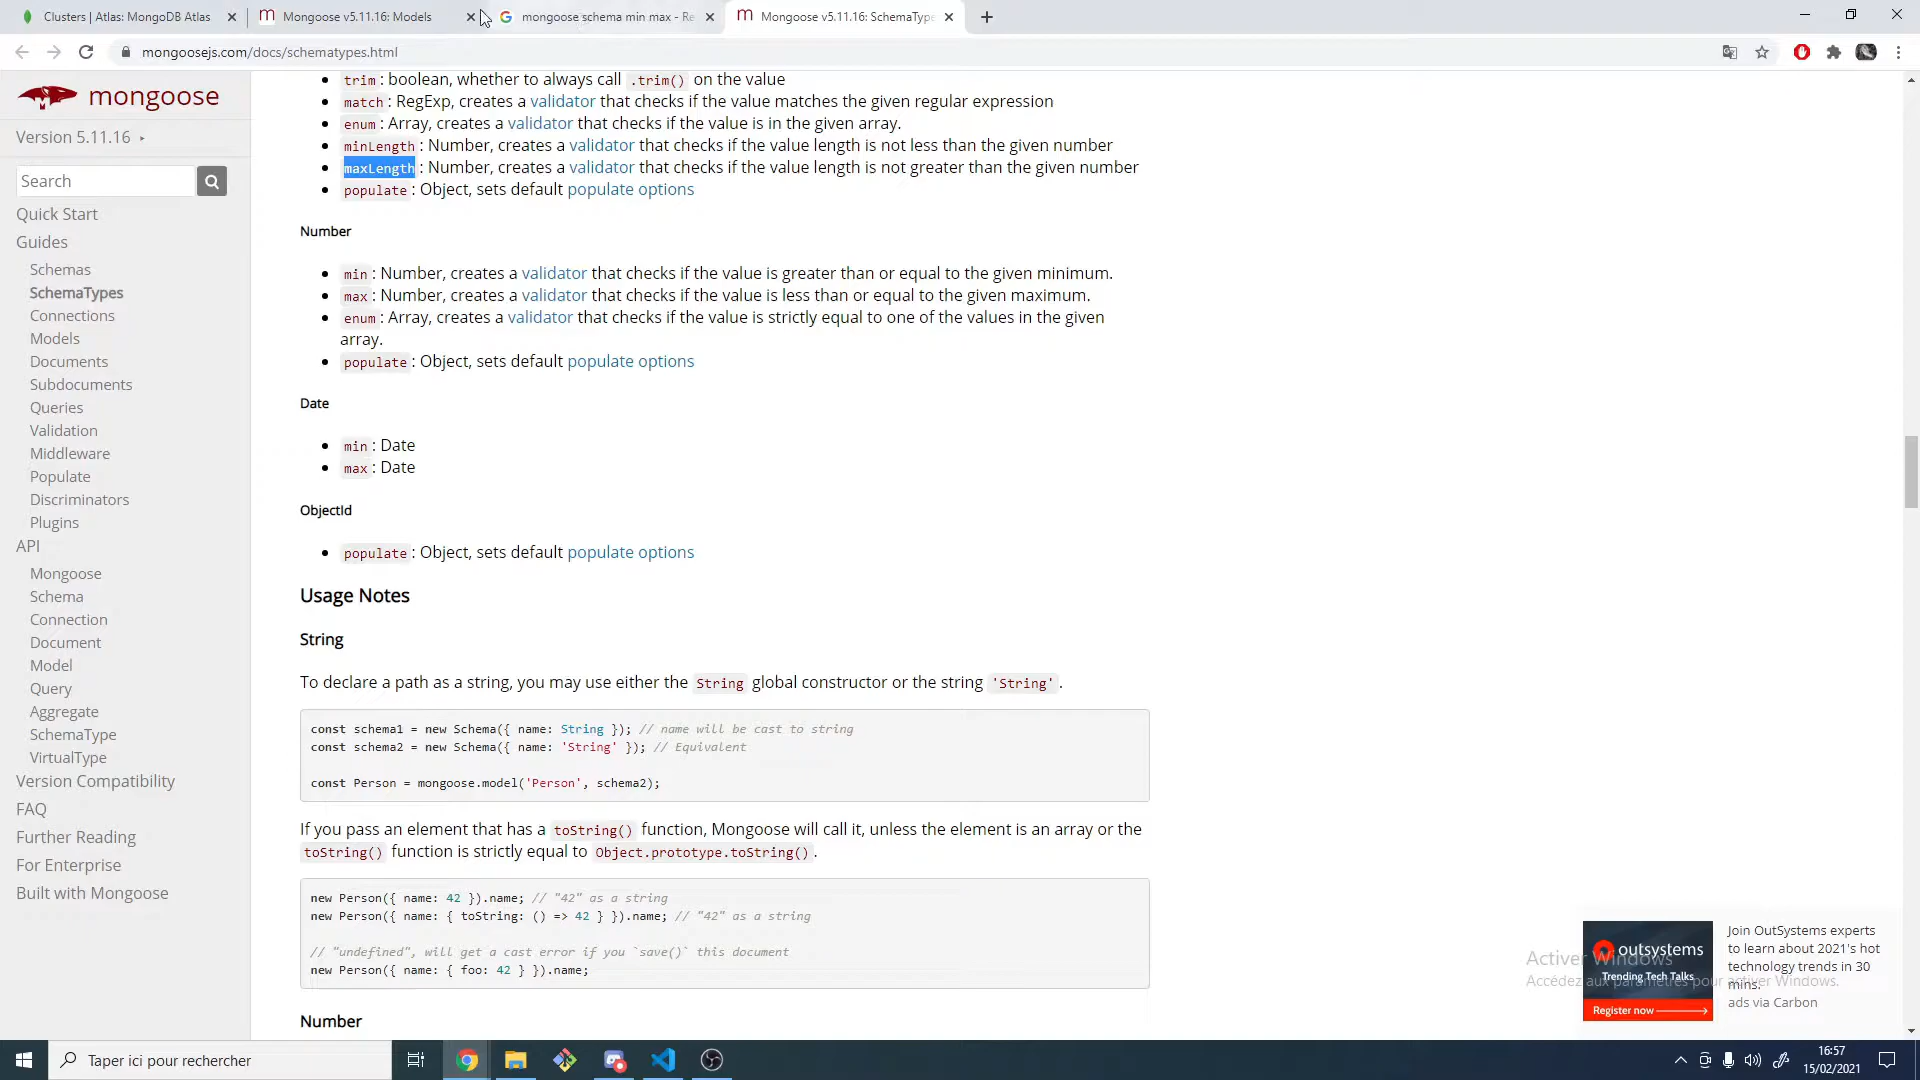 Clusters | Atlas: MongoDB Atlas
Mongoose v5.11.16: Models
mongoose schema min max - Re
Mongoose v5.11.16: SchemaType
mongoosejs.com/docs/schematypes.html
mongoose
Version 5.11.16
Search
Quick Start
Guides
Schemas
SchemaTypes
Connections
Models
Documents
Subdocuments
Queries
Validation
Middleware
Populate
Discriminators
Plugins
API
Mongoose
Schema
Connection
Document
Model
Query
Aggregate
SchemaType
VirtualType
Version Compatibility
FAQ
Further Reading
For Enterprise
Built with Mongoose
trim: boolean, whether to always call .trim() on the value
match: RegExp, creates a validator that checks if the value matches the given regular expression
enum: Array, creates a validator that checks if the value is in the given array.
minLength: Number, creates a validator that checks if the value length is not less than the given number
maxLength: Number, creates a validator that checks if the value length is not greater than the given number
populate: Object, sets default populate options
Number
min: Number, creates a validator that checks if the value is greater than or equal to the given minimum.
max: Number, creates a validator that checks if the value is less than or equal to the given maximum.
enum: Array, creates a validator that checks if the value is strictly equal to one of the values in the given
array.
populate: Object, sets default populate options
Date
min: Date
max: Date
ObjectId
populate: Object, sets default populate options
Usage Notes
String
To declare a path as a string, you may use either the String global constructor or the string 'String'.
const schema1 = new Schema({ name: String }); // name will be cast to string
const schema2 = new Schema({ name: 'String' }); // Equivalent
const Person = mongoose.model('Person', schema2);
If you pass an element that has a toString() function, Mongoose will call it, unless the element is an array or the
toString() function is strictly equal to Object.prototype.toString().
new Person({ name: 42 }).name; // "42" as a string
new Person({ name: { toString: () => 42 } }).name; // "42" as a string
// "undefined", will get a cast error if you `save()` this document
new Person({ name: { foo: 42 } }).name;
Number
outsystems
Trending Tech Talks
Register now
Join OutSystems experts
to learn about 2021's hot
technology trends in 30
mins.
ads via Carbon
Activer Windows
Accédez aux paramètres pour activer Windows.
Taper ici pour rechercher
16:57
15/02/2021